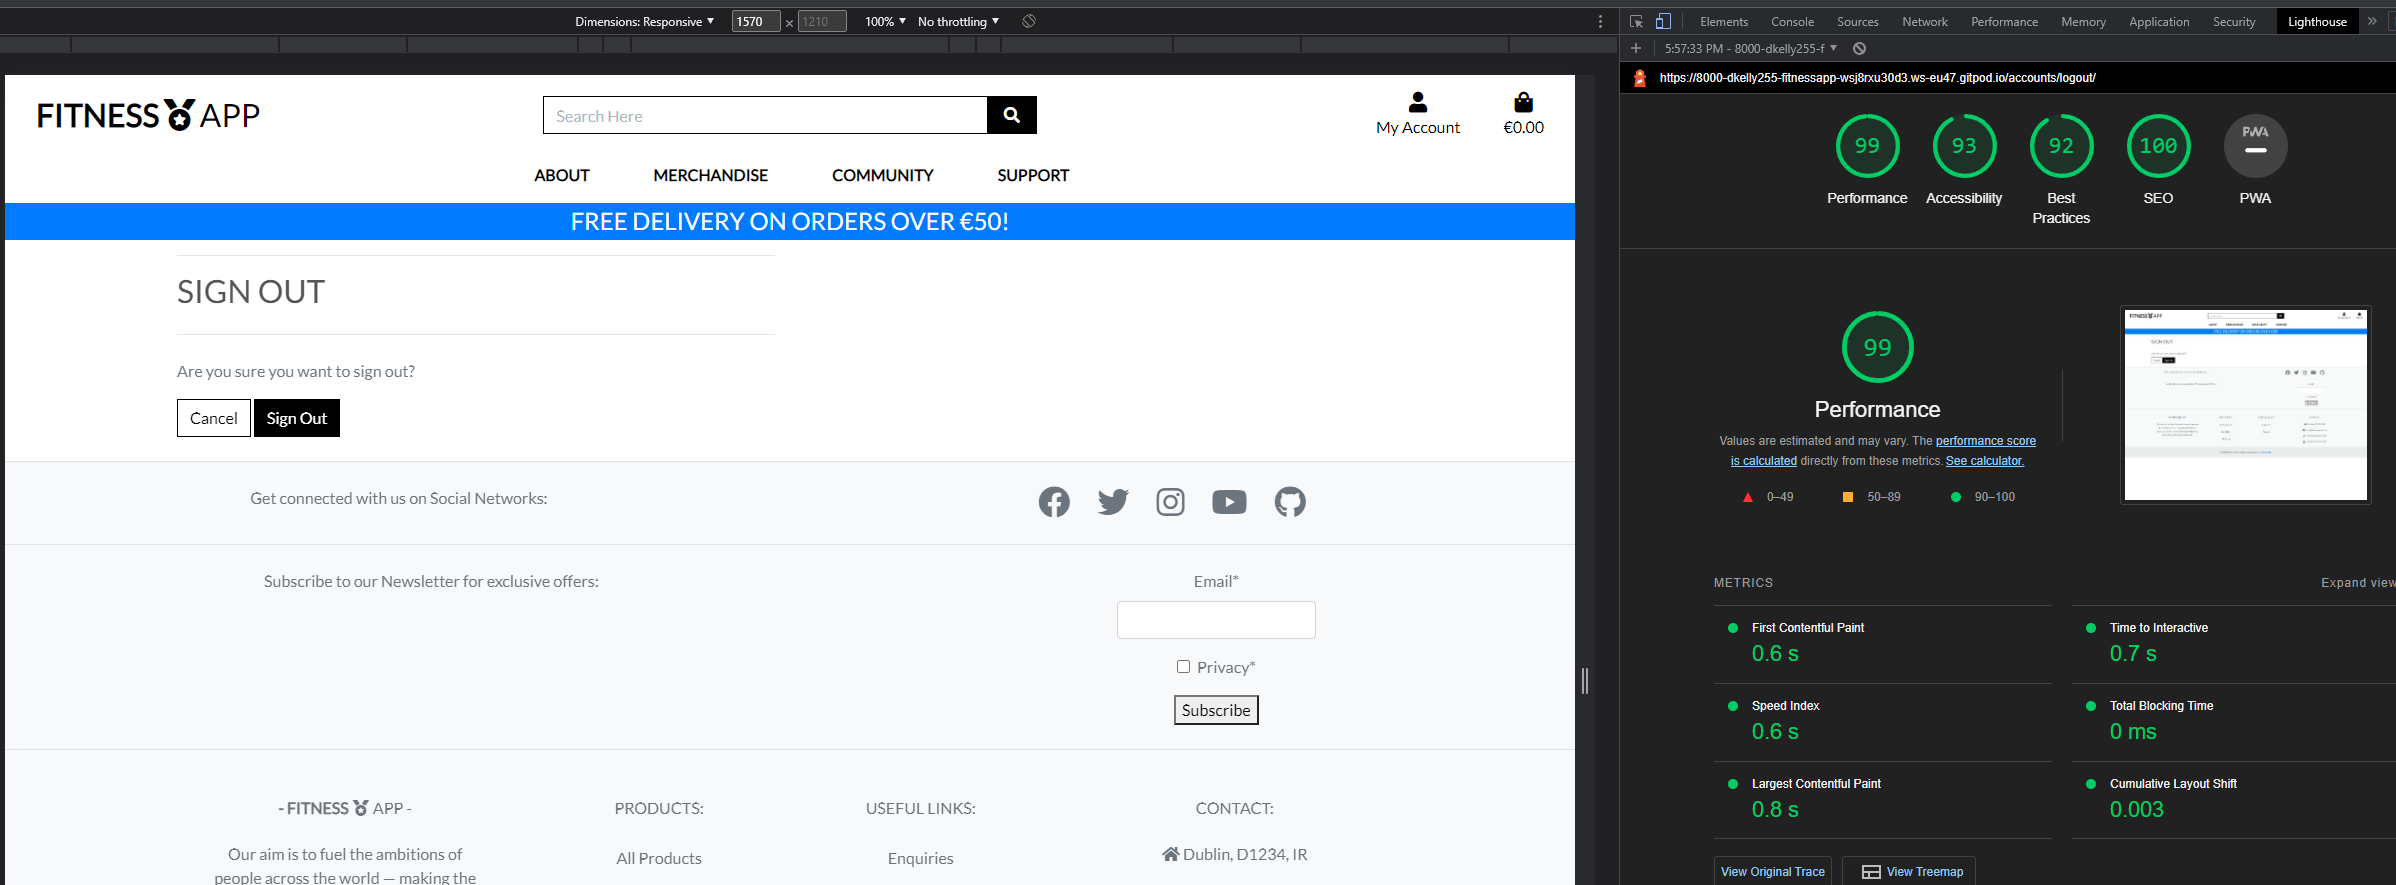 Dimensions: Responsive ▼ 1570 × 1210 100% ▼ No throttling ▼
Elements Console Sources Network Performance Memory Application Security Lighthouse »
+ 5:57:33 PM - 8000-dkelly255-f ▼
https://8000-dkelly255-fitnessapp-wsj8rxu30d3.ws-eu47.gitpod.io/accounts/logout/
FITNESS APP
Search Here
My Account
€0.00
ABOUT MERCHANDISE COMMUNITY SUPPORT
FREE DELIVERY ON ORDERS OVER €50!
SIGN OUT
Are you sure you want to sign out?
Cancel Sign Out
Get connected with us on Social Networks:
Subscribe to our Newsletter for exclusive offers:
Email*
Privacy*
Subscribe
- FITNESS APP -
Our aim is to fuel the ambitions of
people across the world — making the
PRODUCTS:
All Products
USEFUL LINKS:
Enquiries
CONTACT:
Dublin, D1234, IR
99 93 92 100 PWA
Performance Accessibility Best Practices SEO PWA
99
Performance
Values are estimated and may vary. The performance score
is calculated directly from these metrics. See calculator.
0–49 50–89 90–100
METRICS
Expand view
First Contentful Paint
0.6 s
Time to Interactive
0.7 s
Speed Index
0.6 s
Total Blocking Time
0 ms
Largest Contentful Paint
0.8 s
Cumulative Layout Shift
0.003
View Original Trace
View Treemap